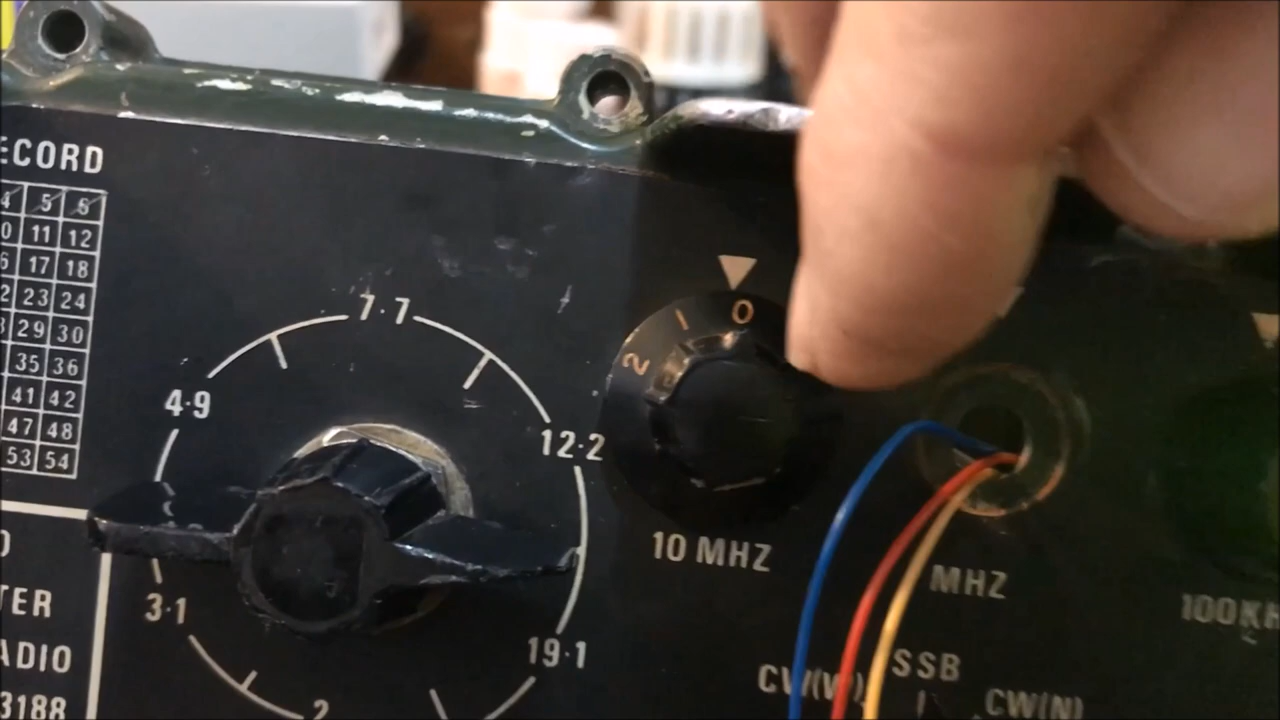 ECORD
4 5 6
0 11 12
6 17 18
2 23 24
29 30
35 36
41 42
47 48
53 54
TER
ADIO
3188
7·7
4·9
12·2
3·1
19·1
2
0
1
2
10 MHZ
MHZ
100KH
CW(W)
SSB
CW(N)